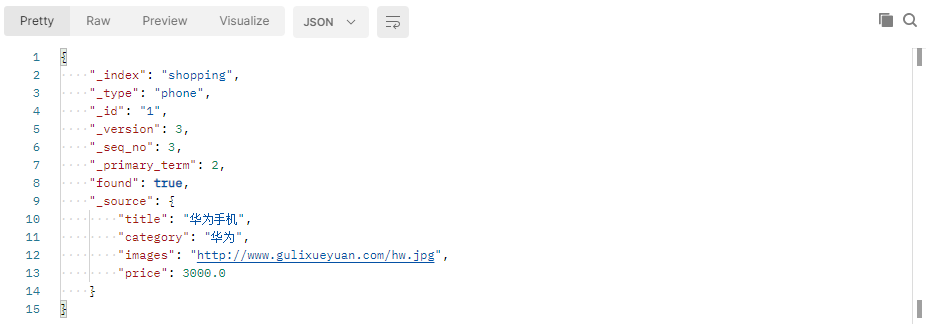 Pretty Raw Preview Visualize JSON
1 {
2 "_index": "shopping",
3 "_type": "phone",
4 "_id": "1",
5 "_version": 3,
6 "_seq_no": 3,
7 "_primary_term": 2,
8 "found": true,
9 "_source": {
10 "title": "华为手机",
11 "category": "华为",
12 "images": "http://www.gulixueyuan.com/hw.jpg",
13 "price": 3000.0
14 }
15 }